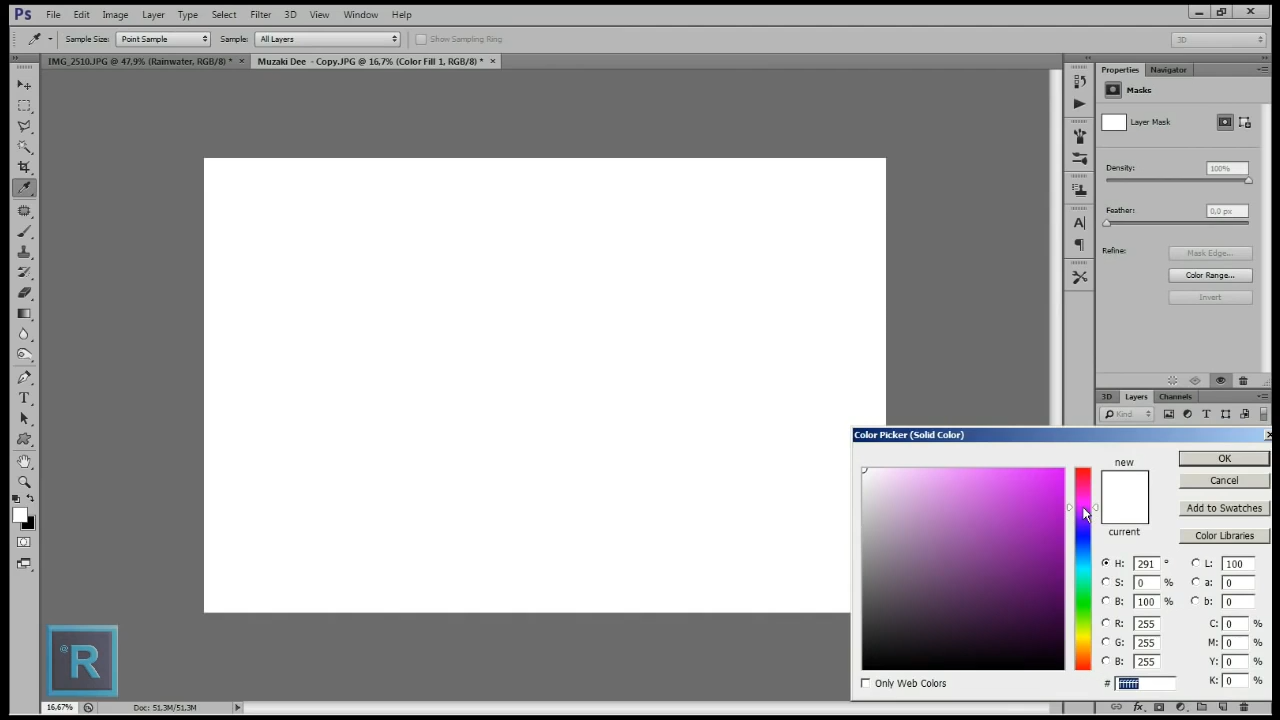 Ps File Edit Image Layer Type Select Filter 3D View Window Help
Sample Size: Point Sample Sample: All Layers Show Sampling Ring 3D
IMG_2510.JPG @ 47,9% (Rainwater, RGB/8) * × Muzaki Dee - Copy.JPG @ 16,7% (Color Fill 1, RGB/8) * ×
Properties Navigator
Masks
Layer Mask
Density: 100%
Feather: 0,0 px
Refine: Mask Edge...
Color Range...
Invert
3D Layers Channels
Kind
Color Picker (Solid Color)
new
OK
Cancel
Add to Swatches
current
Color Libraries
H: 291 ° L: 100
S: 0 % a: 0
B: 100 % b: 0
R: 255 C: 0 %
G: 255 M: 0 %
B: 255 Y: 0 %
K: 0 %
# ffffff
Only Web Colors
@R
16,67% Doc: 51,3M/51,3M